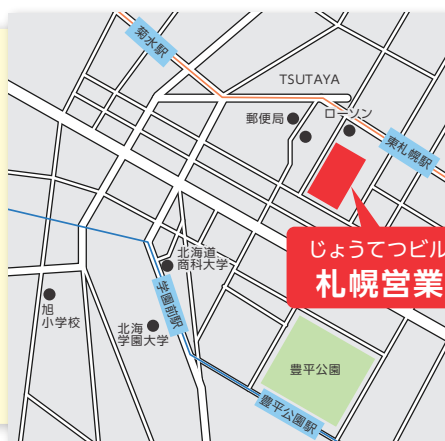 菊水駅
TSUTAYA
郵便局
ローソン
東札幌駅
じょうてつビル
札幌営業
北海道
商科大学
学園前駅
旭
小学校
北海
学園大学
豊平公園
豊平公園駅